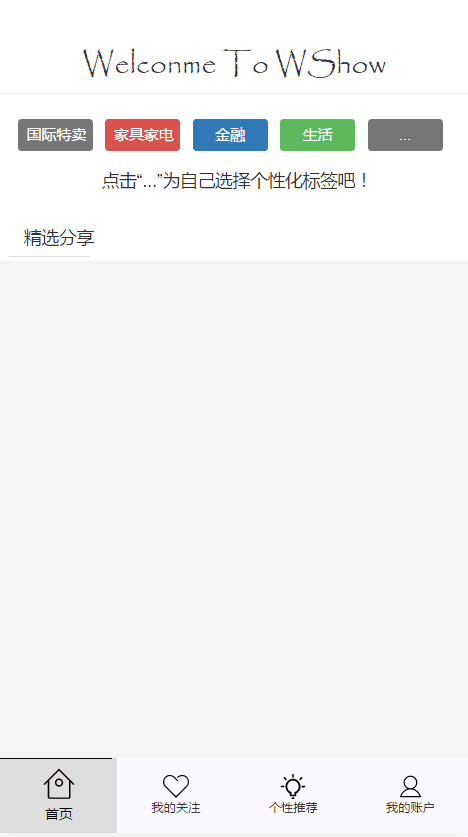 Welconme To WShow
国际特卖 家具家电 金融 生活 ...
点击“...”为自己选择个性化标签吧！
精选分享
首页 我的关注 个性推荐 我的账户